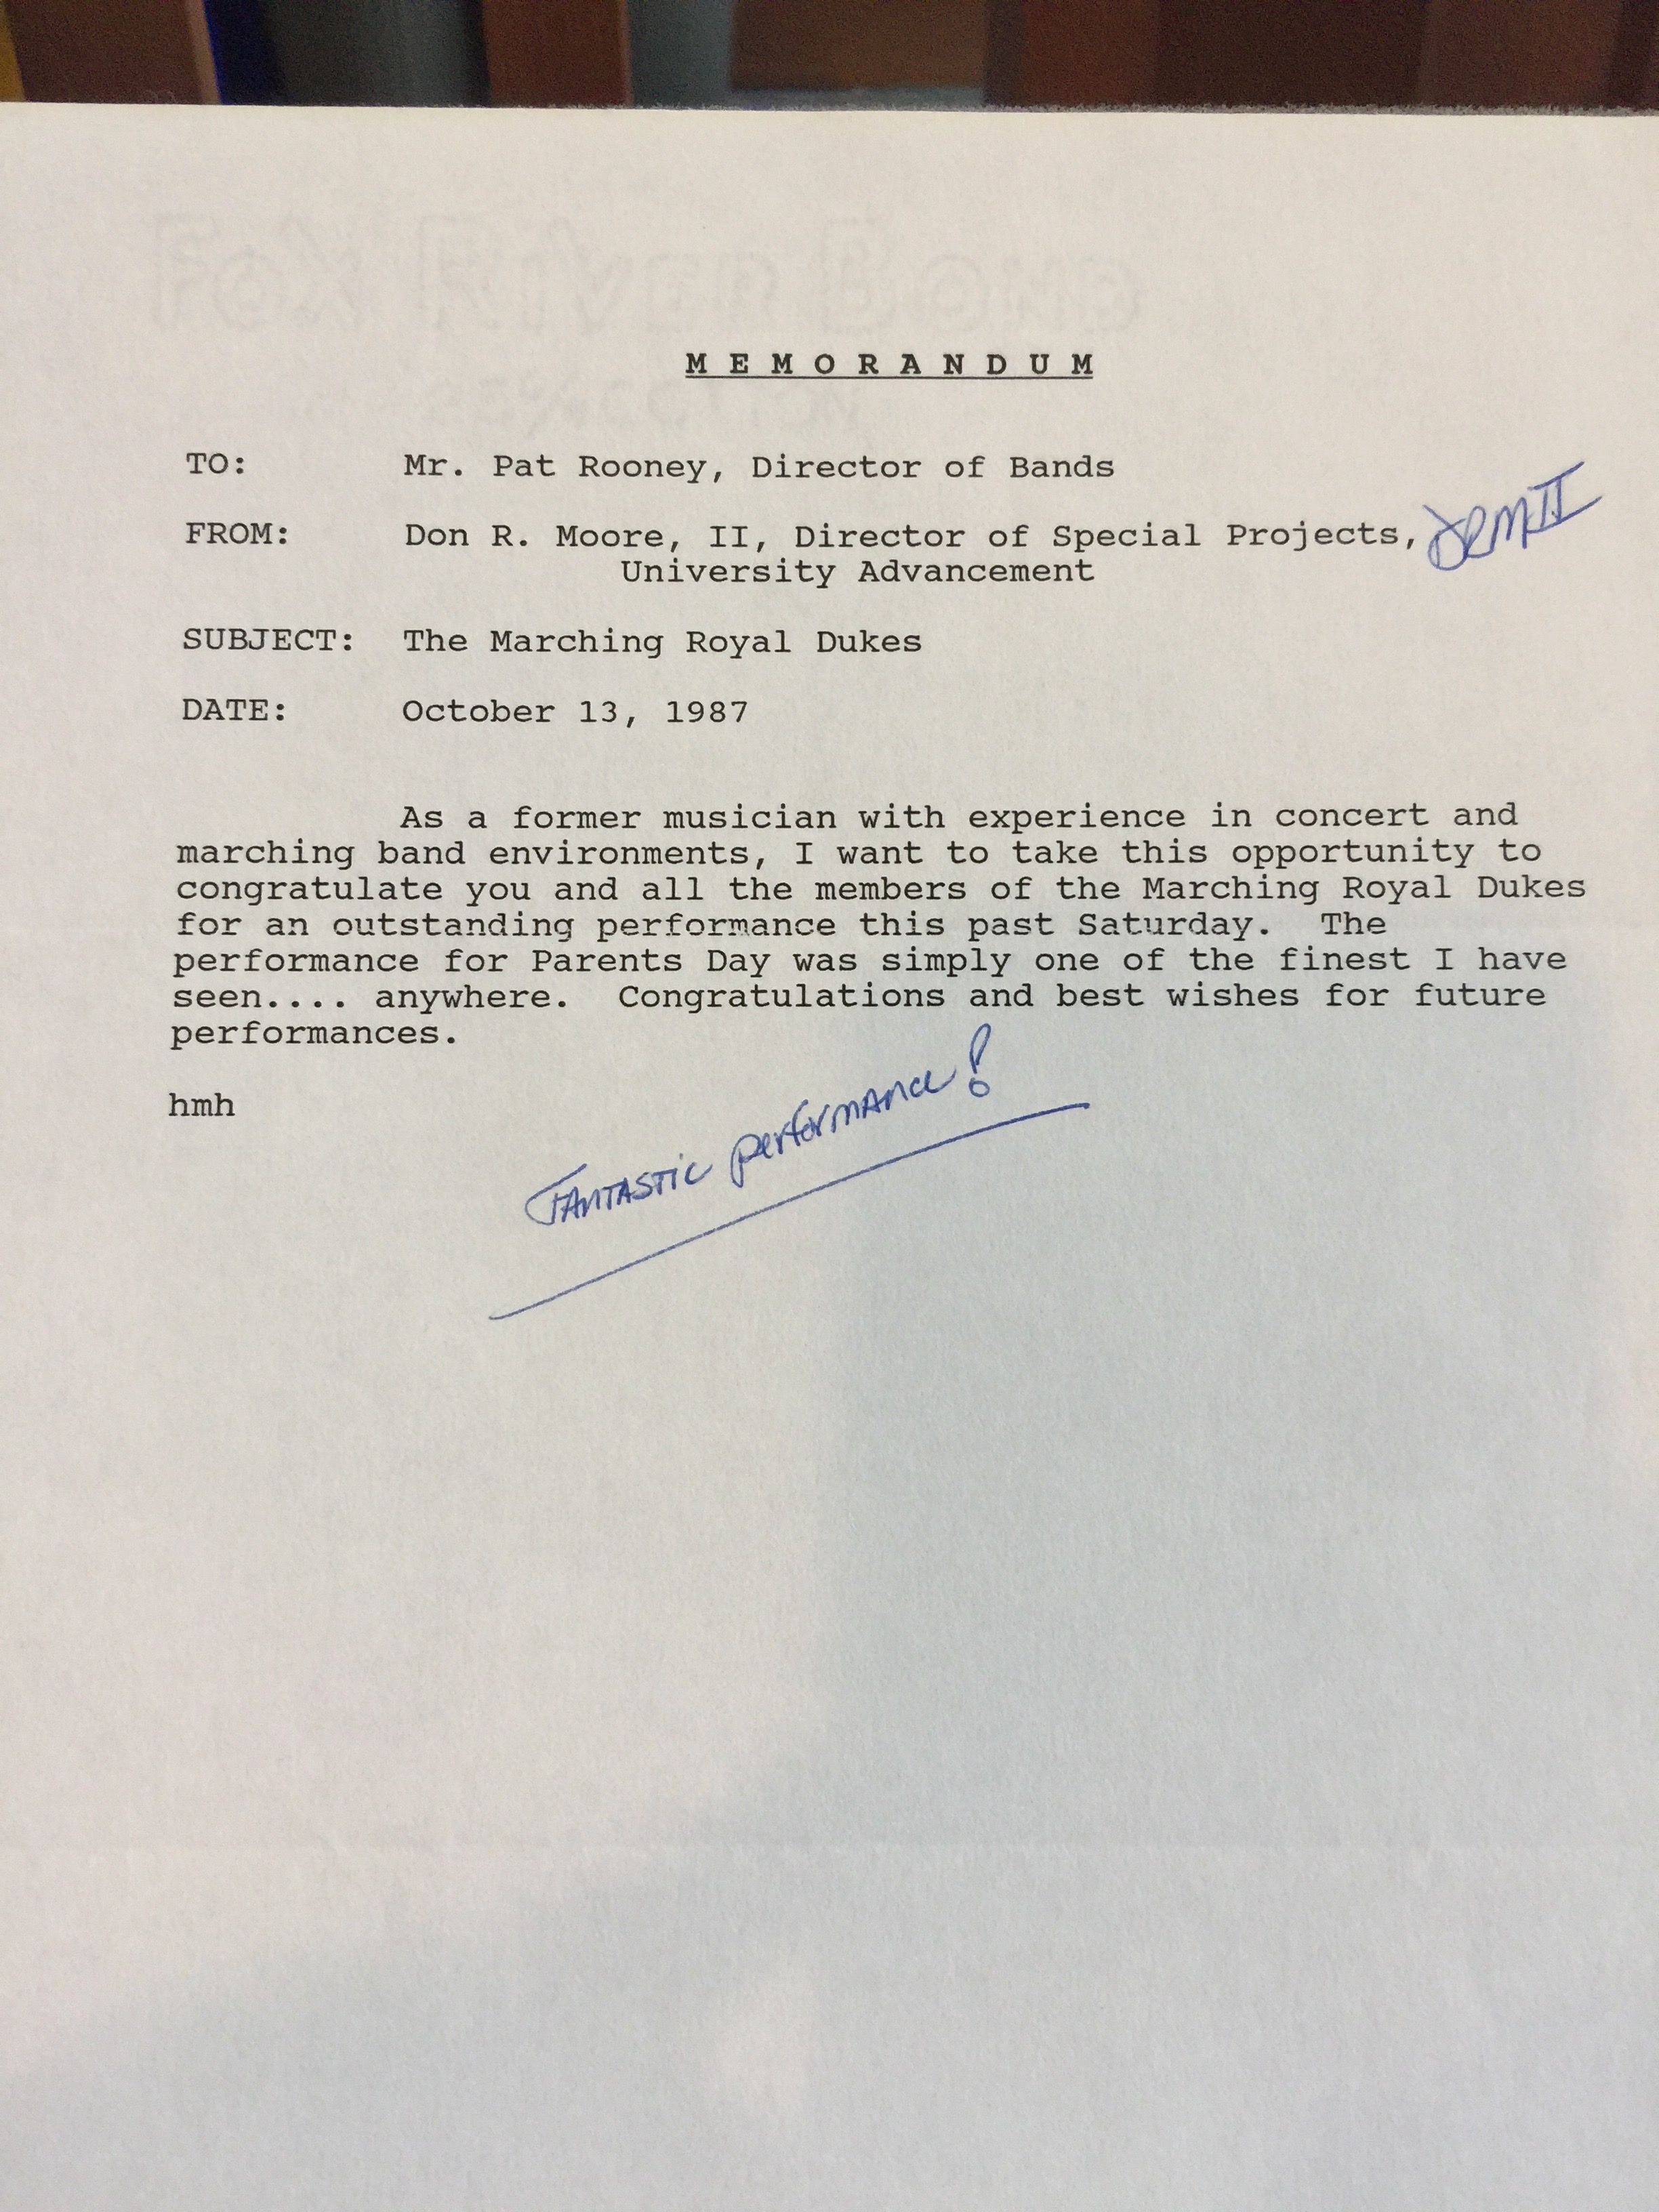 M E M O R A N D U M
TO: Mr. Pat Rooney, Director of Bands
FROM: Don R. Moore, II, Director of Special Projects, DRMII
University Advancement
SUBJECT: The Marching Royal Dukes
DATE: October 13, 1987
As a former musician with experience in concert and
marching band environments, I want to take this opportunity to
congratulate you and all the members of the Marching Royal Dukes
for an outstanding performance this past Saturday. The
performance for Parents Day was simply one of the finest I have
seen.... anywhere. Congratulations and best wishes for future
performances.
hmh
FANTASTIC performance!